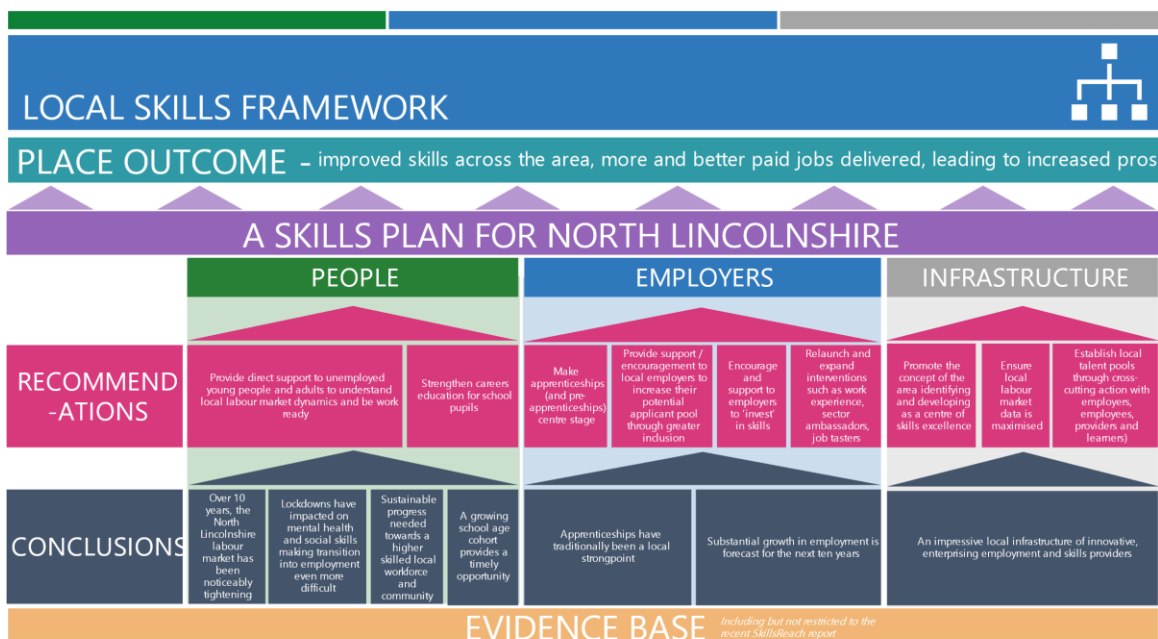 LOCAL SKILLS FRAMEWORK
PLACE OUTCOME – improved skills across the area, more and better paid jobs delivered, leading to increased pros
A SKILLS PLAN FOR NORTH LINCOLNSHIRE
PEOPLE
EMPLOYERS
INFRASTRUCTURE
RECOMMEND
-ATIONS
Provide direct support to unemployed
young people and adults to understand
local labour market dynamics and be work
ready
Strengthen careers
education for school
pupils
Make
apprenticeships
(and pre-
apprenticeships)
centre stage
Provide support /
encouragement to
local employers to
increase their
potential
applicant pool
through greater
inclusion
Encourage
and
support to
employers
to ‘invest’
in skills
Relaunch and
expand
interventions
such as work
experience,
sector
ambassadors,
job tasters
Promote the
concept of the
area identifying
and developing
as a centre of
skills excellence
Ensure
local
labour
market
data is
maximised
Establish local
talent pools
through cross-
cutting action with
employers,
employees,
providers and
learners)
CONCLUSIONS
Over 10
years, the
North
Lincolnshire
labour
market has
been
noticeably
tightening
Lockdowns have
impacted on
mental health
and social skills
making transition
into employment
even more
difficult
Sustainable
progress
needed
towards a
higher
skilled local
workforce
and
community
A growing
school age
cohort
provides a
timely
opportunity
Apprenticeships have
traditionally been a local
strongpoint
Substantial growth in employment is
forecast for the next ten years
An impressive local infrastructure of innovative,
enterprising employment and skills providers
EVIDENCE BASE
Including but not restricted to the
recent SkillsReach report